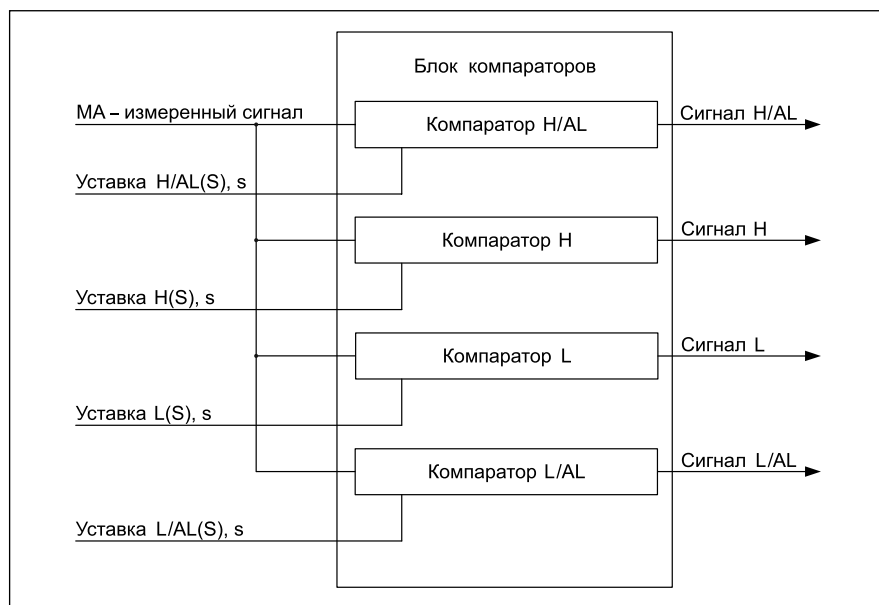 Блок компараторов
МА – измеренный сигнал
Компаратор H/AL
Сигнал H/AL
Уставка H/AL(S), s
Компаратор H
Сигнал H
Уставка H(S), s
Компаратор L
Сигнал L
Уставка L(S), s
Компаратор L/AL
Сигнал L/AL
Уставка L/AL(S), s